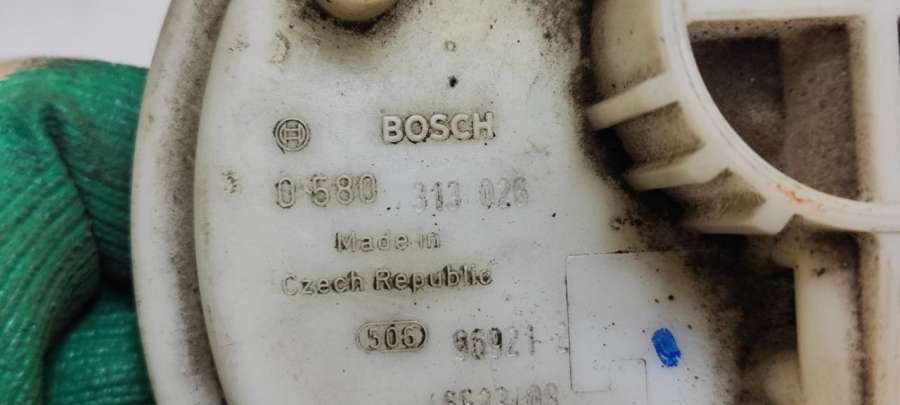 BOSCH
0 580 313 026
Made in
Czech Republic
506 96921